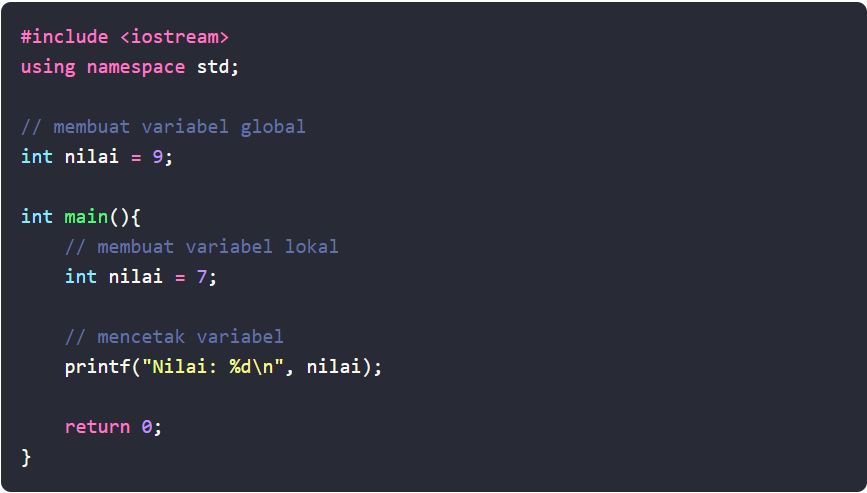 #include <iostream>
using namespace std;
// membuat variabel global
int nilai = 9;
int main(){
// membuat variabel lokal
int nilai = 7;
// mencetak variabel
printf("Nilai: %d\n", nilai);
return 0;
}